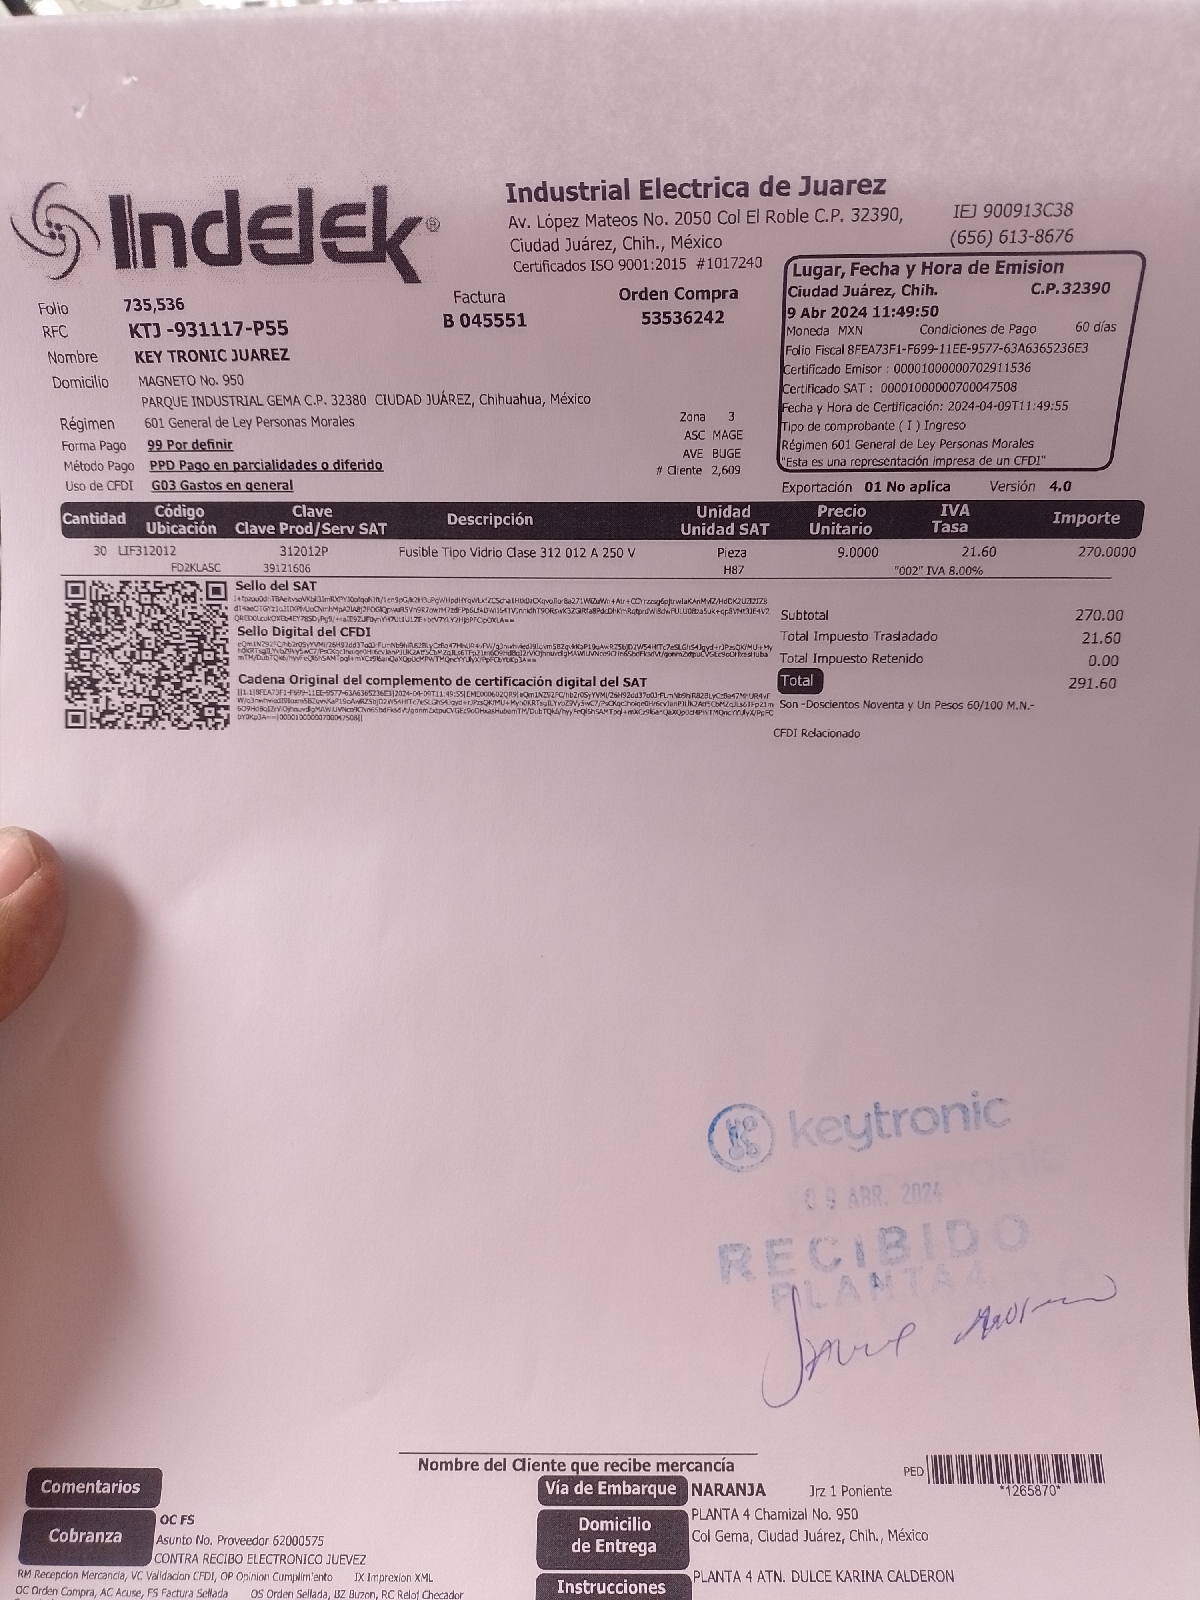 Indelek®
Industrial Electrica de Juarez
Av. López Mateos No. 2050 Col El Roble C.P. 32390,
Ciudad Juárez, Chih., México
Certificados ISO 9001:2015 #1017240
IEJ 900913C38
(656) 613-8676
Folio 735,536
Factura
B 045551
Orden Compra
53536242
RFC KTJ -931117-P55
Nombre KEY TRONIC JUAREZ
Domicilio MAGNETO No. 950
PARQUE INDUSTRIAL GEMA C.P. 32380 CIUDAD JUÁREZ, Chihuahua, México
Régimen 601 General de Ley Personas Morales
Forma Pago 99 Por definir
Método Pago PPD Pago en parcialidades o diferido
Uso de CFDI G03 Gastos en general
Zona 3
ASC MAGE
AVE BUGE
# Cliente 2,609
Lugar, Fecha y Hora de Emision
Ciudad Juárez, Chih. C.P. 32390
9 Abr 2024 11:49:50
Moneda MXN Condiciones de Pago 60 días
Folio Fiscal 8FEA73F1-F699-11EE-9577-63A6365236E3
Certificado Emisor : 00001000000702911536
Certificado SAT : 00001000000700047508
Fecha y Hora de Certificación: 2024-04-09T11:49:55
Tipo de comprobante ( I ) Ingreso
Régimen 601 General de Ley Personas Morales
"Esta es una representación impresa de un CFDI"
Exportación 01 No aplica Versión 4.0
Cantidad Código Ubicación Clave Clave Prod/Serv SAT Descripción Unidad Unidad SAT Precio Unitario IVA Tasa Importe
30 LIF312012 312012P Fusible Tipo Vidrio Clase 312 012 A 250 V Pieza 9.0000 21.60 270.0000
FD2KLASC 39121606 H87 "002" IVA 8.00%
Sello del SAT
Sello Digital del CFDI
Cadena Original del complemento de certificación digital del SAT
Subtotal 270.00
Total Impuesto Trasladado 21.60
Total Impuesto Retenido 0.00
Total 291.60
Son -Doscientos Noventa y Un Pesos 60/100 M.N.-
CFDI Relacionado
keytronic
09 ABR. 2024
RECIBIDO
PLANTA 4
Nombre del Cliente que recibe mercancía
PED *1265870*
Comentarios
Cobranza
OC FS
Asunto No. Proveedor 62000575
CONTRA RECIBO ELECTRONICO JUEVEZ
RM Recepcion Mercancia, VC Validacion CFDI, OP Opinion Cumplimiento IX Impresion XML
OC Orden Compra, AC Acuse, FS Factura Sellada OS Orden Sellada, BZ Buzon, RC Reloj Checador
Vía de Embarque NARANJA Jrz 1 Poniente
Domicilio de Entrega
PLANTA 4 Chamizal No. 950
Col Gema, Ciudad Juárez, Chih., México
Instrucciones PLANTA 4 ATN. DULCE KARINA CALDERON